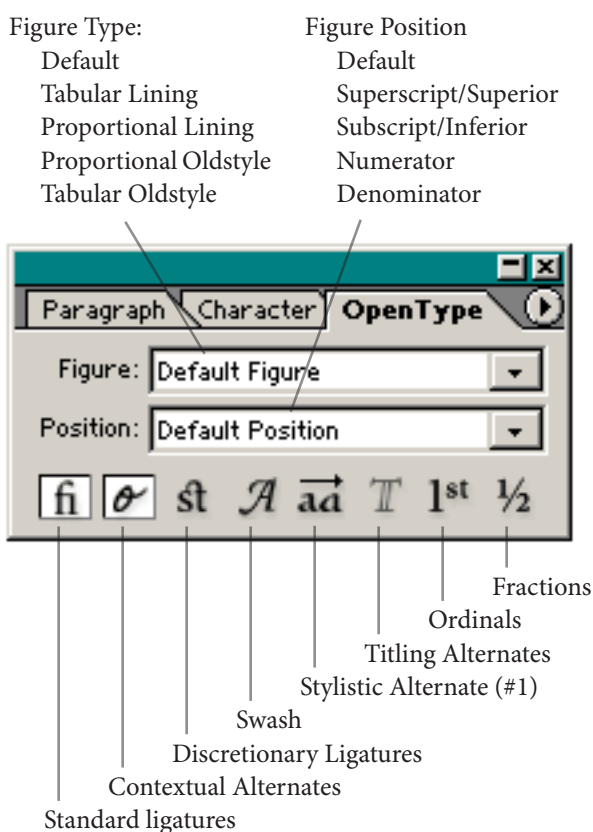 Figure Type:
Default
Tabular Lining
Proportional Lining
Proportional Oldstyle
Tabular Oldstyle
Figure Position
Default
Superscript/Superior
Subscript/Inferior
Numerator
Denominator
Paragraph Character OpenType
Figure: Default Figure
Position: Default Position
fi o st A aa T 1st ½
Fractions
Ordinals
Titling Alternates
Stylistic Alternate (#1)
Swash
Discretionary Ligatures
Contextual Alternates
Standard ligatures